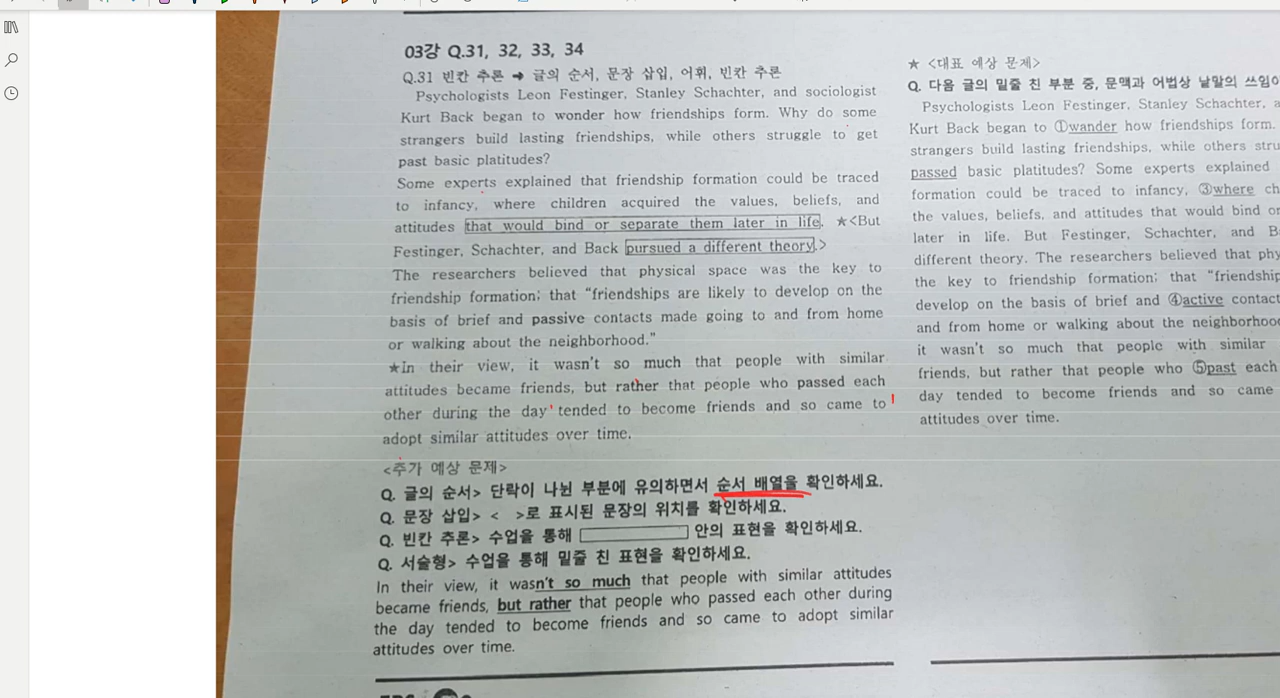 03강 Q.31, 32, 33, 34
Q.31 빈칸 추론 ➜ 글의 순서, 문장 삽입, 어휘, 빈칸 추론
Psychologists Leon Festinger, Stanley Schachter, and sociologist
Kurt Back began to wonder how friendships form. Why do some
strangers build lasting friendships, while others struggle to get
past basic platitudes?
Some experts explained that friendship formation could be traced
to infancy, where children acquired the values, beliefs, and
attitudes that would bind or separate them later in life. ★<But
Festinger, Schachter, and Back pursued a different theory.>
The researchers believed that physical space was the key to
friendship formation; that “friendships are likely to develop on the
basis of brief and passive contacts made going to and from home
or walking about the neighborhood.”
★In their view, it wasn't so much that people with similar
attitudes became friends, but rather that people who passed each
other during the day tended to become friends and so came to
adopt similar attitudes over time.
<추가 예상 문제>
Q. 글의 순서> 단락이 나뉜 부분에 유의하면서 순서 배열을 확인하세요.
Q. 문장 삽입> < >로 표시된 문장의 위치를 확인하세요.
Q. 빈칸 추론> 수업을 통해 안의 표현을 확인하세요.
Q. 서술형> 수업을 통해 밑줄 친 표현을 확인하세요.
In their view, it wasn't so much that people with similar attitudes
became friends, but rather that people who passed each other during
the day tended to become friends and so came to adopt similar
attitudes over time.
★ <대표 예상 문제>
Q. 다음 글의 밑줄 친 부분 중, 문맥과 어법상 낱말의 쓰임이
Psychologists Leon Festinger, Stanley Schachter,
Kurt Back began to ①wander how friendships form.
strangers build lasting friendships, while others
passed basic platitudes? Some experts explained
formation could be traced to infancy, ③where
the values, beliefs, and attitudes that would bind
later in life. But Festinger, Schachter, and
different theory. The researchers believed that
the key to friendship formation; that “friendship
develop on the basis of brief and ④active contact
and from home or walking about the
it wasn't so much that people with similar
friends, but rather that people who ⑤past each
day tended to become friends and so came
attitudes over time.